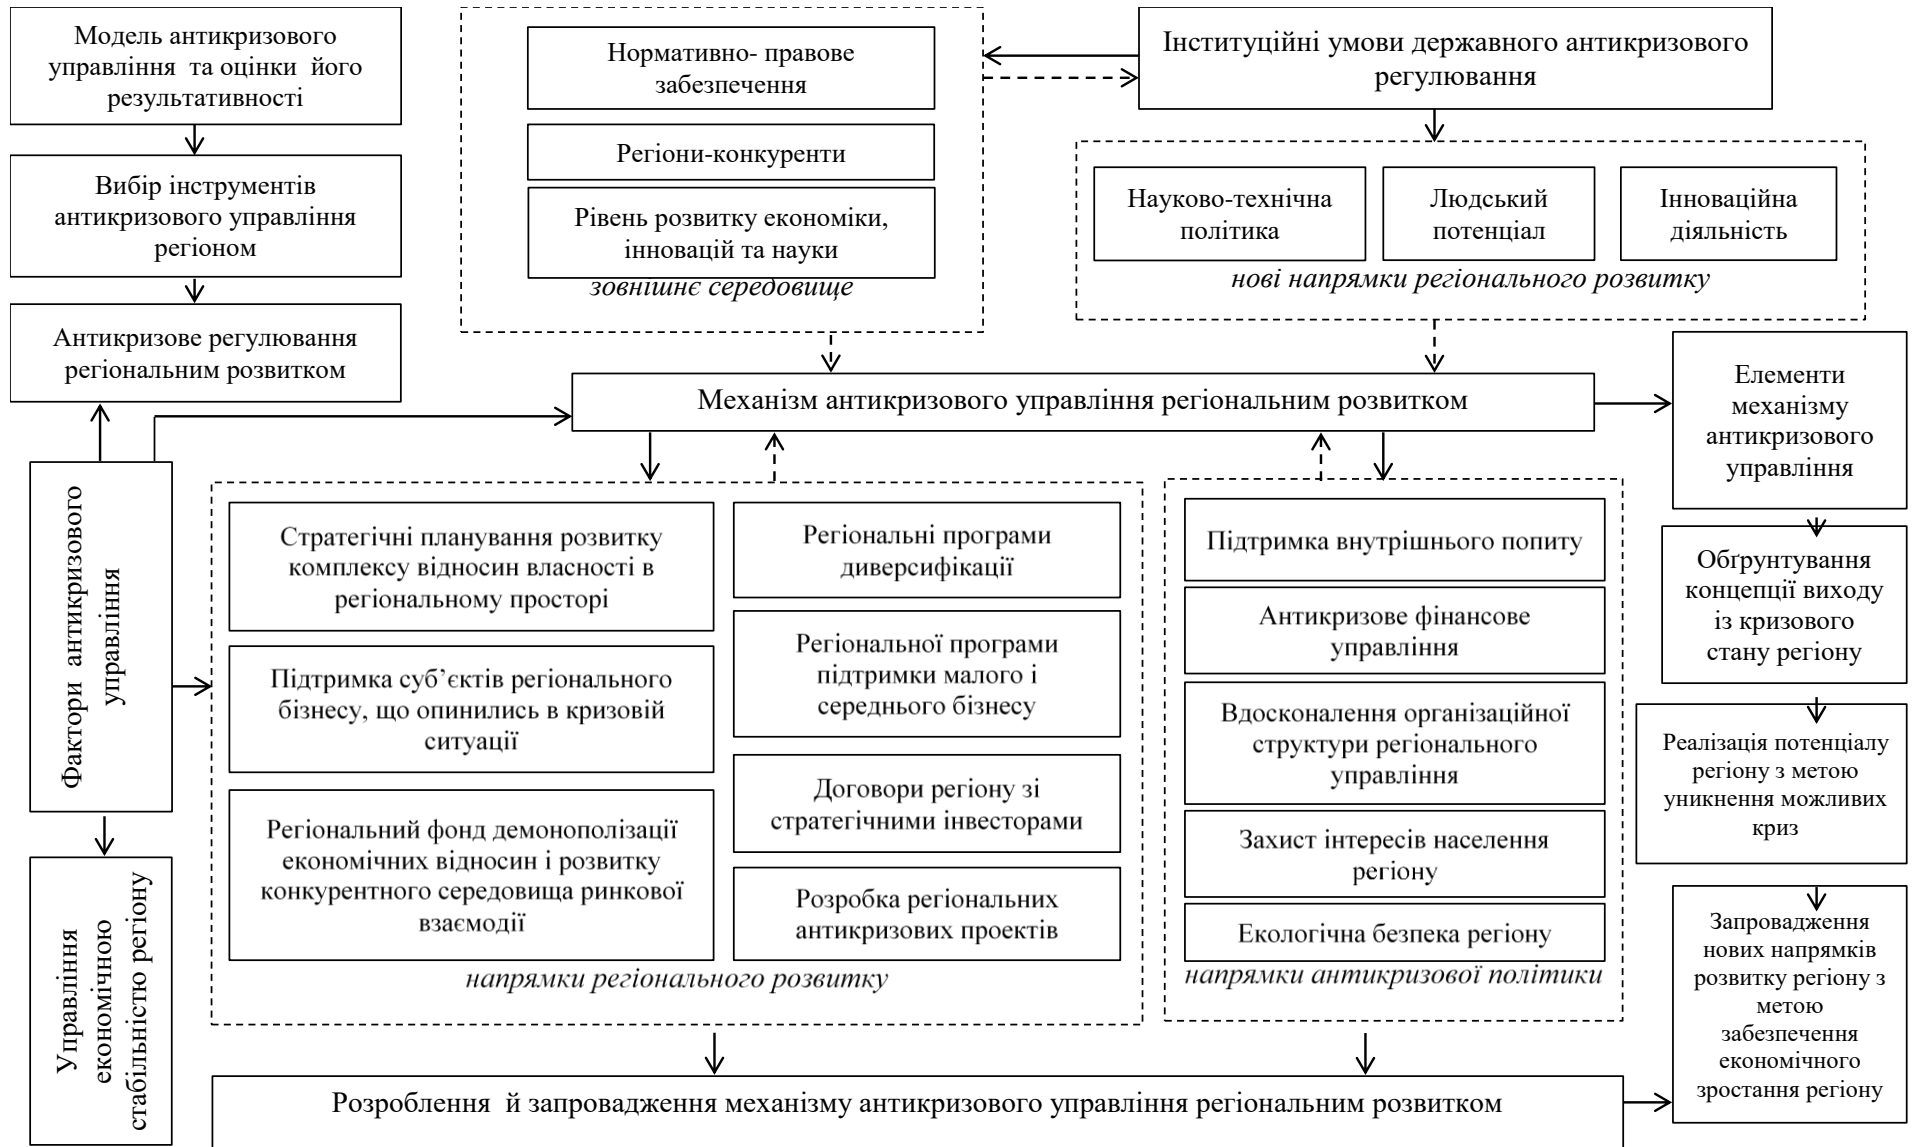 Модель антикризового
управління та оцінки його
результативності
Вибір інструментів
антикризового управління
регіоном
Антикризове регулювання
регіональним розвитком
Нормативно- правове
забезпечення
Регіони-конкуренти
Рівень розвитку економіки,
інновацій та науки
зовнішнє середовище
Інституційні умови державного антикризового
регулювання
Науково-технічна
політика
Людський
потенціал
Інноваційна
діяльність
нові напрямки регіонального розвитку
Механізм антикризового управління регіональним розвитком
Елементи
механізму
антикризового
управління
Фактори антикризового
управління
Управління
економічною
стабільністю регіону
Стратегічні планування розвитку
комплексу відносин власності в
регіональному просторі
Підтримка суб’єктів регіонального
бізнесу, що опинились в кризовій
ситуації
Регіональний фонд демонополізації
економічних відносин і розвитку
конкурентного середовища ринкової
взаємодії
Регіональні програми
диверсифікації
Регіональної програми
підтримки малого і
середнього бізнесу
Договори регіону зі
стратегічними інвесторами
Розробка регіональних
антикризових проектів
напрямки регіонального розвитку
Підтримка внутрішнього попиту
Антикризове фінансове
управління
Вдосконалення організаційної
структури регіонального
управління
Захист інтересів населення
регіону
Екологічна безпека регіону
напрямки антикризової політики
Обґрунтування
концепції виходу
із кризового
стану регіону
Реалізація потенціалу
регіону з метою
уникнення можливих
криз
Запровадження
нових напрямків
розвитку регіону з
метою
забезпечення
економічного
зростання регіону
Розроблення й запровадження механізму антикризового управління регіональним розвитком